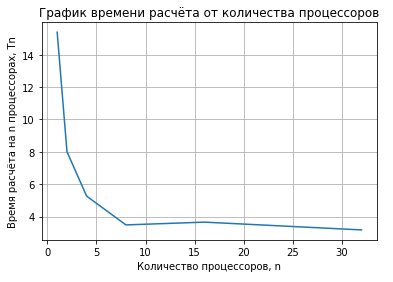 График времени расчёта от количества процессоров
Время расчёта на n процессорах, Tn
14
12
10
8
6
4
0 5 10 15 20 25 30
Количество процессоров, n